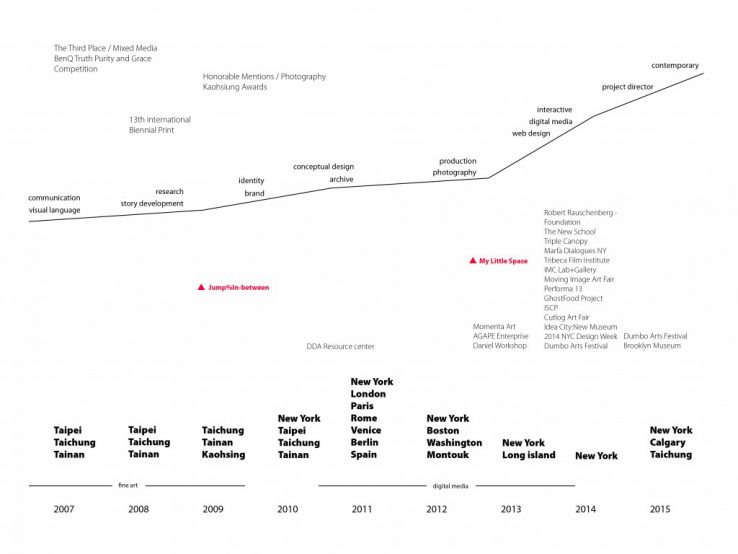 The Third Place / Mixed Media
BenQ Truth Purity and Grace
Competition
Honorable Mentions / Photography
Kaohsiung Awards
13th international
Biennial Print
contemporary
project director
interactive
digital media
web design
production
photography
conceptual design
archive
identity
brand
research
story development
communication
visual language
▲ My Little Space
▲ Jump%in-between
Robert Rauschenberg -
Foundation
The New School
Triple Canopy
Marfa Dialogues NY
Tribeca Film Institute
IMC Lab+Gallery
Moving Image Art Fair
Performa 13
GhostFood Project
ISCP
Cutlog Art Fair
Idea City:New Museum
2014 NYC Design Week
Dumbo Arts Festival
Momenta Art
AGAPE Enterprise
Daniel Workshop
Dumbo Arts Festival
Brooklyn Museum
DDA Resource center
Taipei
Taichung
Tainan
Taipei
Taichung
Tainan
Taichung
Tainan
Kaohsing
New York
Taipei
Taichung
Tainan
New York
London
Paris
Rome
Venice
Berlin
Spain
New York
Boston
Washington
Montouk
New York
Long island
New York
New York
Calgary
Taichung
fine art
digital media
2007 2008 2009 2010 2011 2012 2013 2014 2015